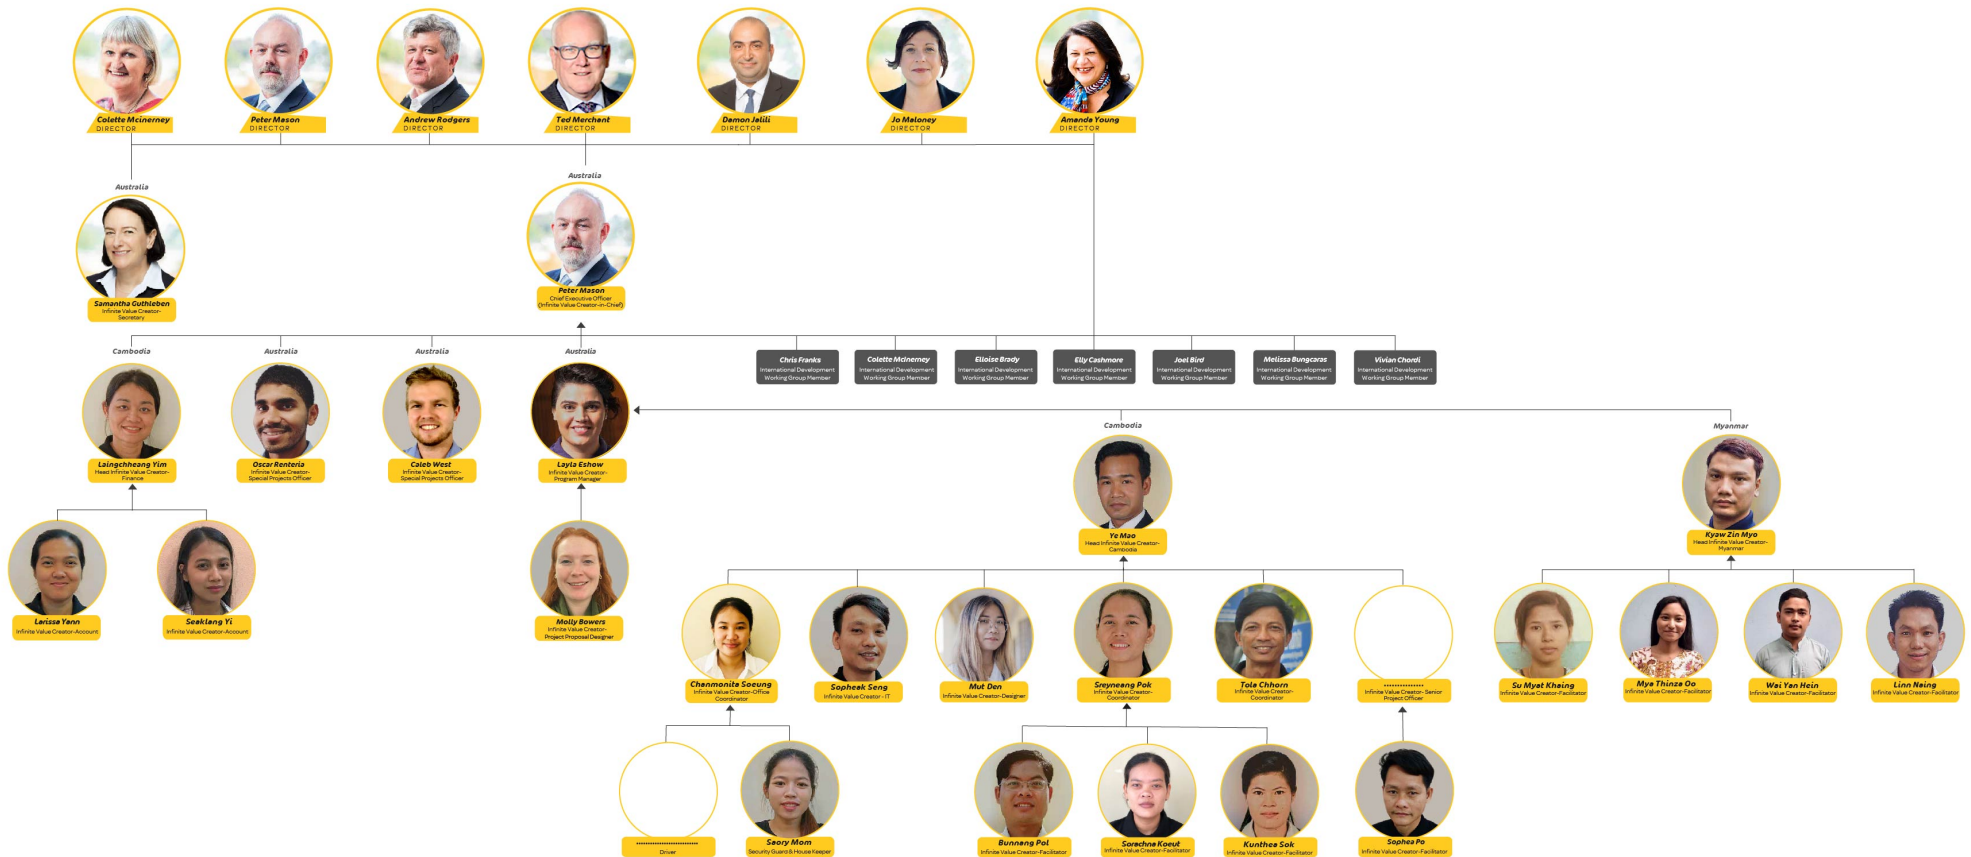 Colette Mcinerney
DIRECTOR
Peter Mason
DIRECTOR
Andrew Rodgers
DIRECTOR
Ted Merchant
DIRECTOR
Damon Jalili
DIRECTOR
Jo Maloney
DIRECTOR
Amanda Young
DIRECTOR
Australia
Samantha Guthleben
Infinite Value Creator-
Secretary
Australia
Peter Mason
Chief Executive Officer
(Infinite Value Creator-in-Chief)
Cambodia
Laingchheang Yim
Head Infinite Value Creator-
Finance
Australia
Oscar Renteria
Infinite Value Creator-
Special Projects Officer
Australia
Caleb West
Infinite Value Creator-
Special Projects Officer
Australia
Layla Eshow
Infinite Value Creator-
Program Manager
Chris Franks
International Development
Working Group Member
Colette McInerney
International Development
Working Group Member
Elloise Brady
International Development
Working Group Member
Elly Cashmore
International Development
Working Group Member
Joel Bird
International Development
Working Group Member
Melissa Bungcaras
International Development
Working Group Member
Vivian Chordi
International Development
Working Group Member
Cambodia
Ye Mao
Head Infinite Value Creator-
Cambodia
Myanmar
Kyaw Zin Myo
Head Infinite Value Creator-
Myanmar
Larissa Yann
Infinite Value Creator-Account
Seaklang Yi
Infinite Value Creator-Account
Molly Bowers
Infinite Value Creator-
Project Proposal Designer
Chanmonita Soeung
Infinite Value Creator-Office
Coordinator
Sopheak Seng
Infinite Value Creator - IT
Mut Den
Infinite Value Creator-Designer
Sreyneang Pok
Infinite Value Creator-
Coordinator
Tola Chhorn
Infinite Value Creator-
Coordinator
Infinite Value Creator- Senior
Project Officer
Su Myat Khaing
Infinite Value Creator-Facilitator
Mya Thinza Oo
Infinite Value Creator-Facilitator
Wai Yan Hein
Infinite Value Creator-Facilitator
Linn Naing
Infinite Value Creator-Facilitator
Driver
Saory Mom
Security Guard & House Keeper
Bunnang Pol
Infinite Value Creator-Facilitator
Sorachna Koeut
Infinite Value Creator-Facilitator
Kunthea Sok
Infinite Value Creator-Facilitator
Sophea Po
Infinite Value Creator-Facilitator